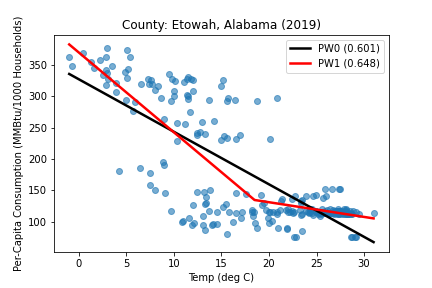 County: Etowah, Alabama (2019)
PW0 (0.601)
PW1 (0.648)
Per-Capita Consumption (MMBtu/1000 Households)
350
300
250
200
150
100
0 5 10 15 20 25 30
Temp (deg C)